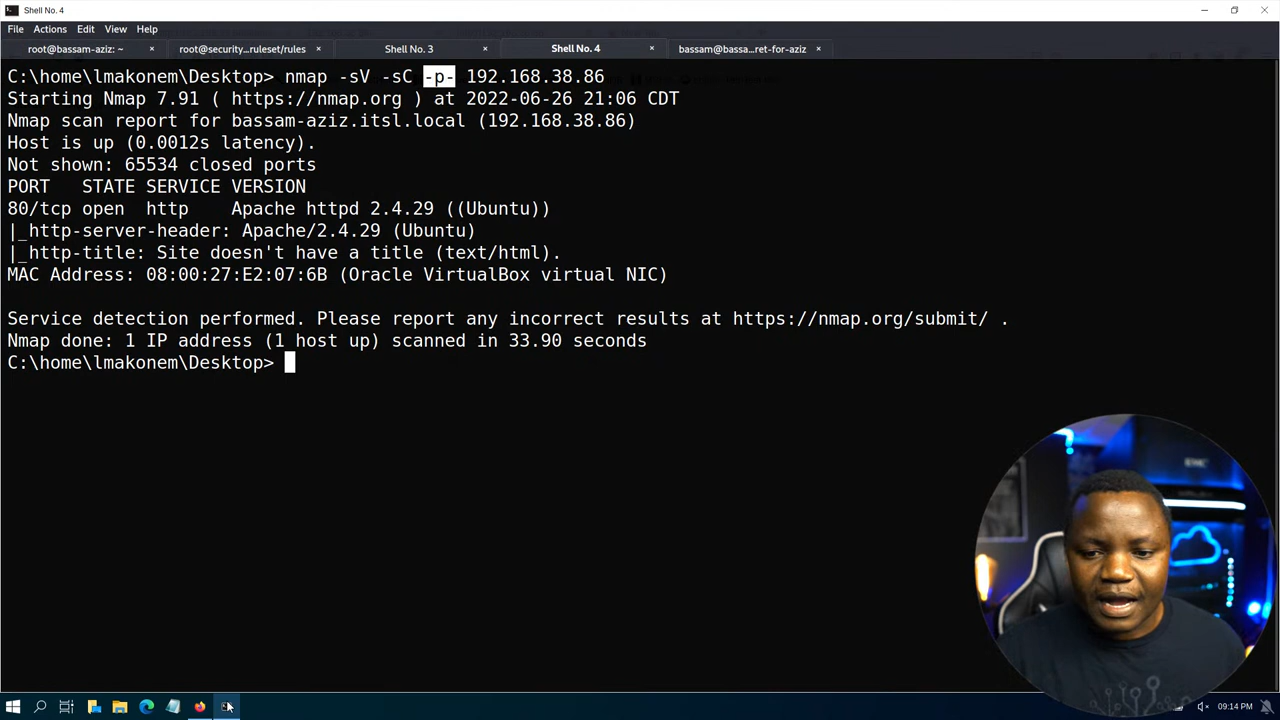 Shell No. 4
File Actions Edit View Help
root@bassam-aziz: ~ × root@security...ruleset/rules × Shell No. 3 × Shell No. 4 × bassam@bassa...ret-for-aziz ×
C:\home\lmakonem\Desktop> nmap -sV -sC -p- 192.168.38.86
Starting Nmap 7.91 ( https://nmap.org ) at 2022-06-26 21:06 CDT
Nmap scan report for bassam-aziz.itsl.local (192.168.38.86)
Host is up (0.0012s latency).
Not shown: 65534 closed ports
PORT   STATE SERVICE VERSION
80/tcp open  http    Apache httpd 2.4.29 ((Ubuntu))
|_http-server-header: Apache/2.4.29 (Ubuntu)
|_http-title: Site doesn't have a title (text/html).
MAC Address: 08:00:27:E2:07:6B (Oracle VirtualBox virtual NIC)
Service detection performed. Please report any incorrect results at https://nmap.org/submit/ .
Nmap done: 1 IP address (1 host up) scanned in 33.90 seconds
C:\home\lmakonem\Desktop>
EMC
09:14 PM